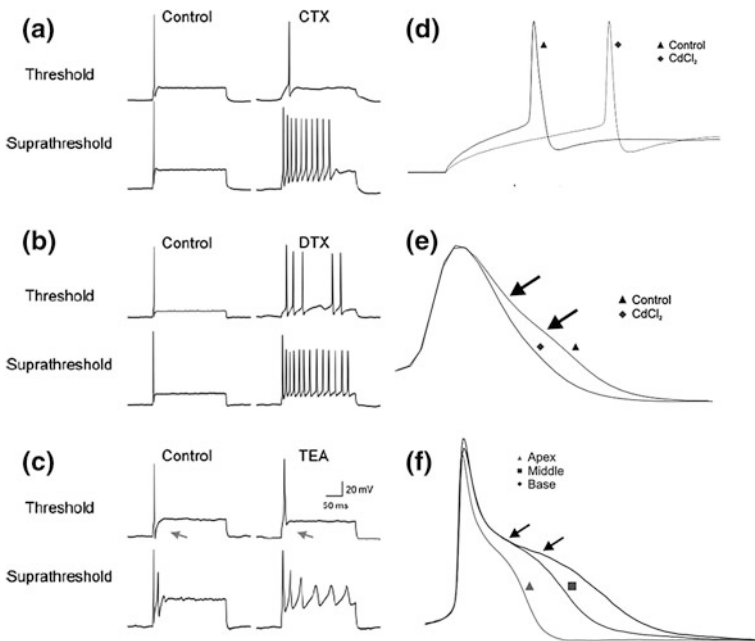 (a)
Control CTX
Threshold
Suprathreshold
(b)
Control DTX
Threshold
Suprathreshold
(c)
Control TEA
Threshold
20 mV
50 ms
Suprathreshold
(d)
▲ Control
◆ CdCl₂
(e)
▲ Control
◆ CdCl₂
(f)
▲ Apex
■ Middle
◆ Base